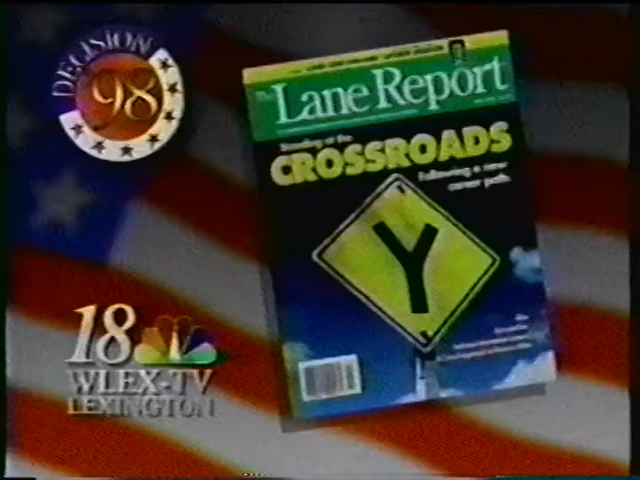 DECISION
'98
The
Lane Report
Standing at the
CROSSROADS
Following a new
career path.
Y
18
WLEX-TV
LEXINGTON